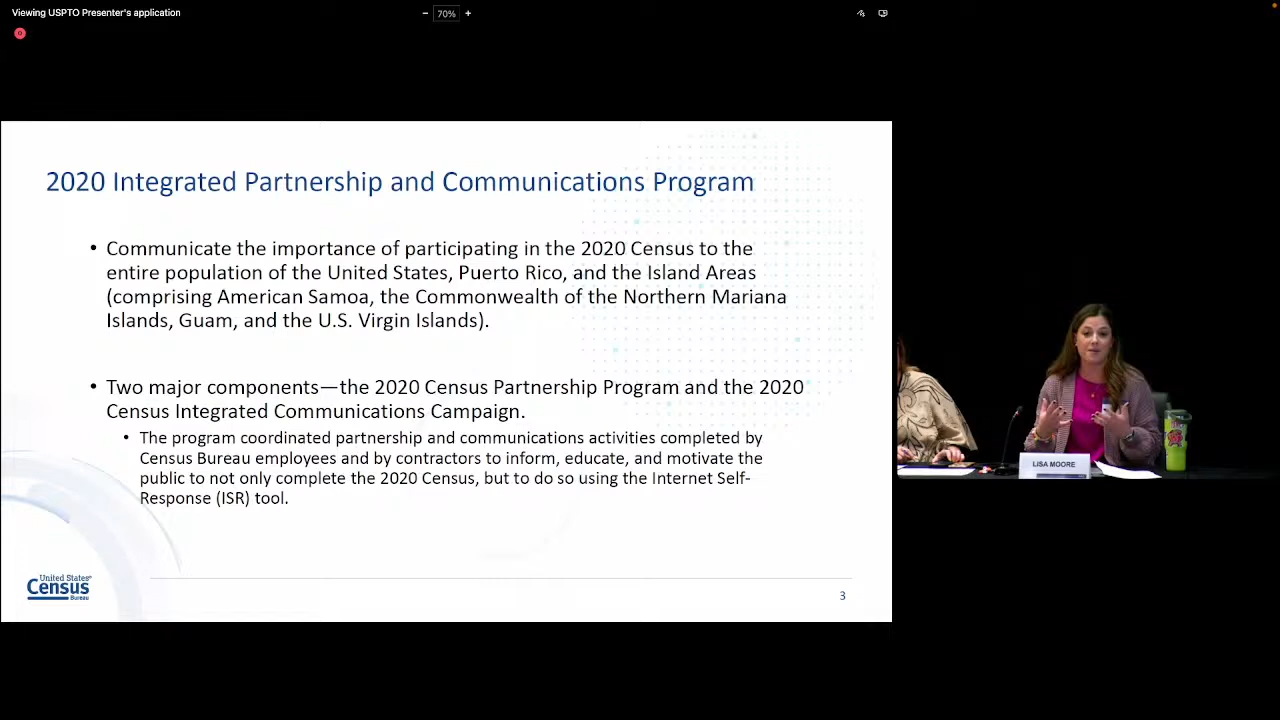 Viewing USPTO Presenter's application
− 70% +
2020 Integrated Partnership and Communications Program
• Communicate the importance of participating in the 2020 Census to the
entire population of the United States, Puerto Rico, and the Island Areas
(comprising American Samoa, the Commonwealth of the Northern Mariana
Islands, Guam, and the U.S. Virgin Islands).
• Two major components—the 2020 Census Partnership Program and the 2020
Census Integrated Communications Campaign.
• The program coordinated partnership and communications activities completed by
Census Bureau employees and by contractors to inform, educate, and motivate the
public to not only complete the 2020 Census, but to do so using the Internet Self-
Response (ISR) tool.
United States®
Census
Bureau
3
LISA MOORE